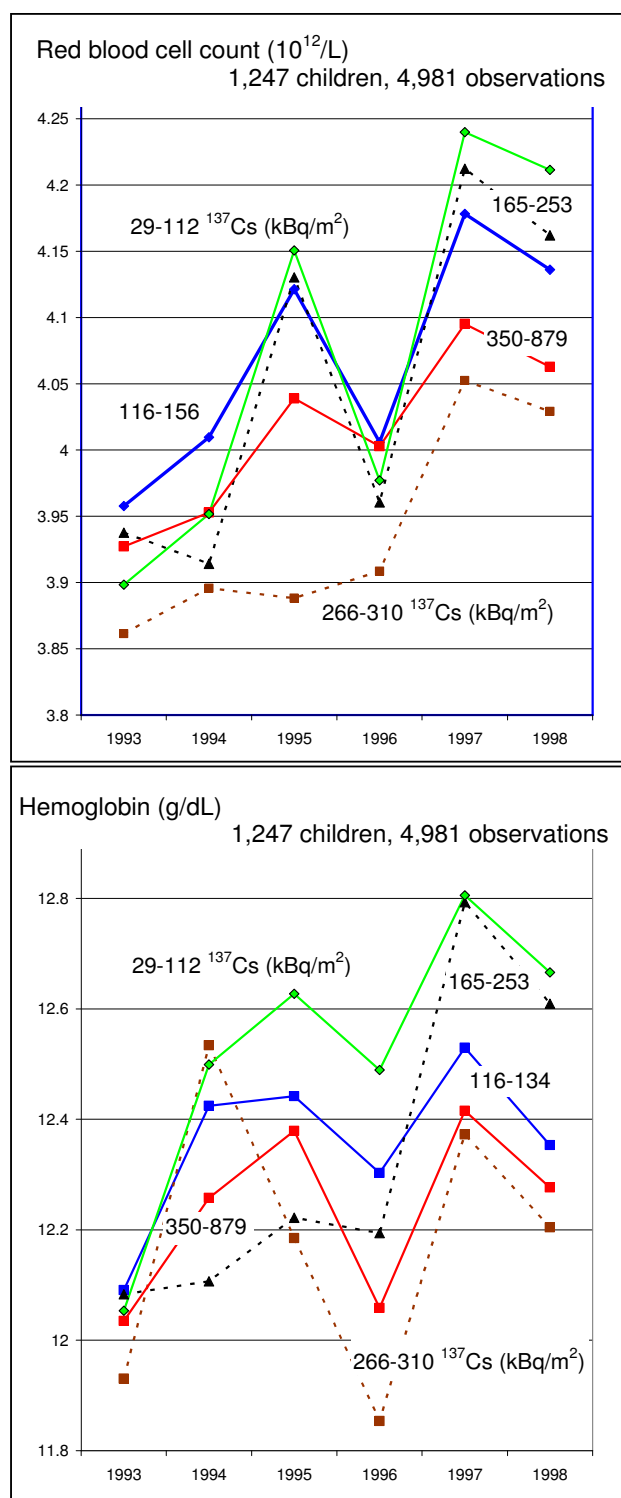 Red blood cell count (10¹²/L)
1,247 children, 4,981 observations
4.25
4.2
4.15
4.1
4.05
4
3.95
3.9
3.85
3.8
165-253
29-112 ¹³⁷Cs (kBq/m²)
350-879
116-156
266-310 ¹³⁷Cs (kBq/m²)
1993 1994 1995 1996 1997 1998
Hemoglobin (g/dL)
1,247 children, 4,981 observations
12.8
12.6
12.4
12.2
12
11.8
29-112 ¹³⁷Cs (kBq/m²)
165-253
116-134
350-879
266-310 ¹³⁷Cs (kBq/m²)
1993 1994 1995 1996 1997 1998